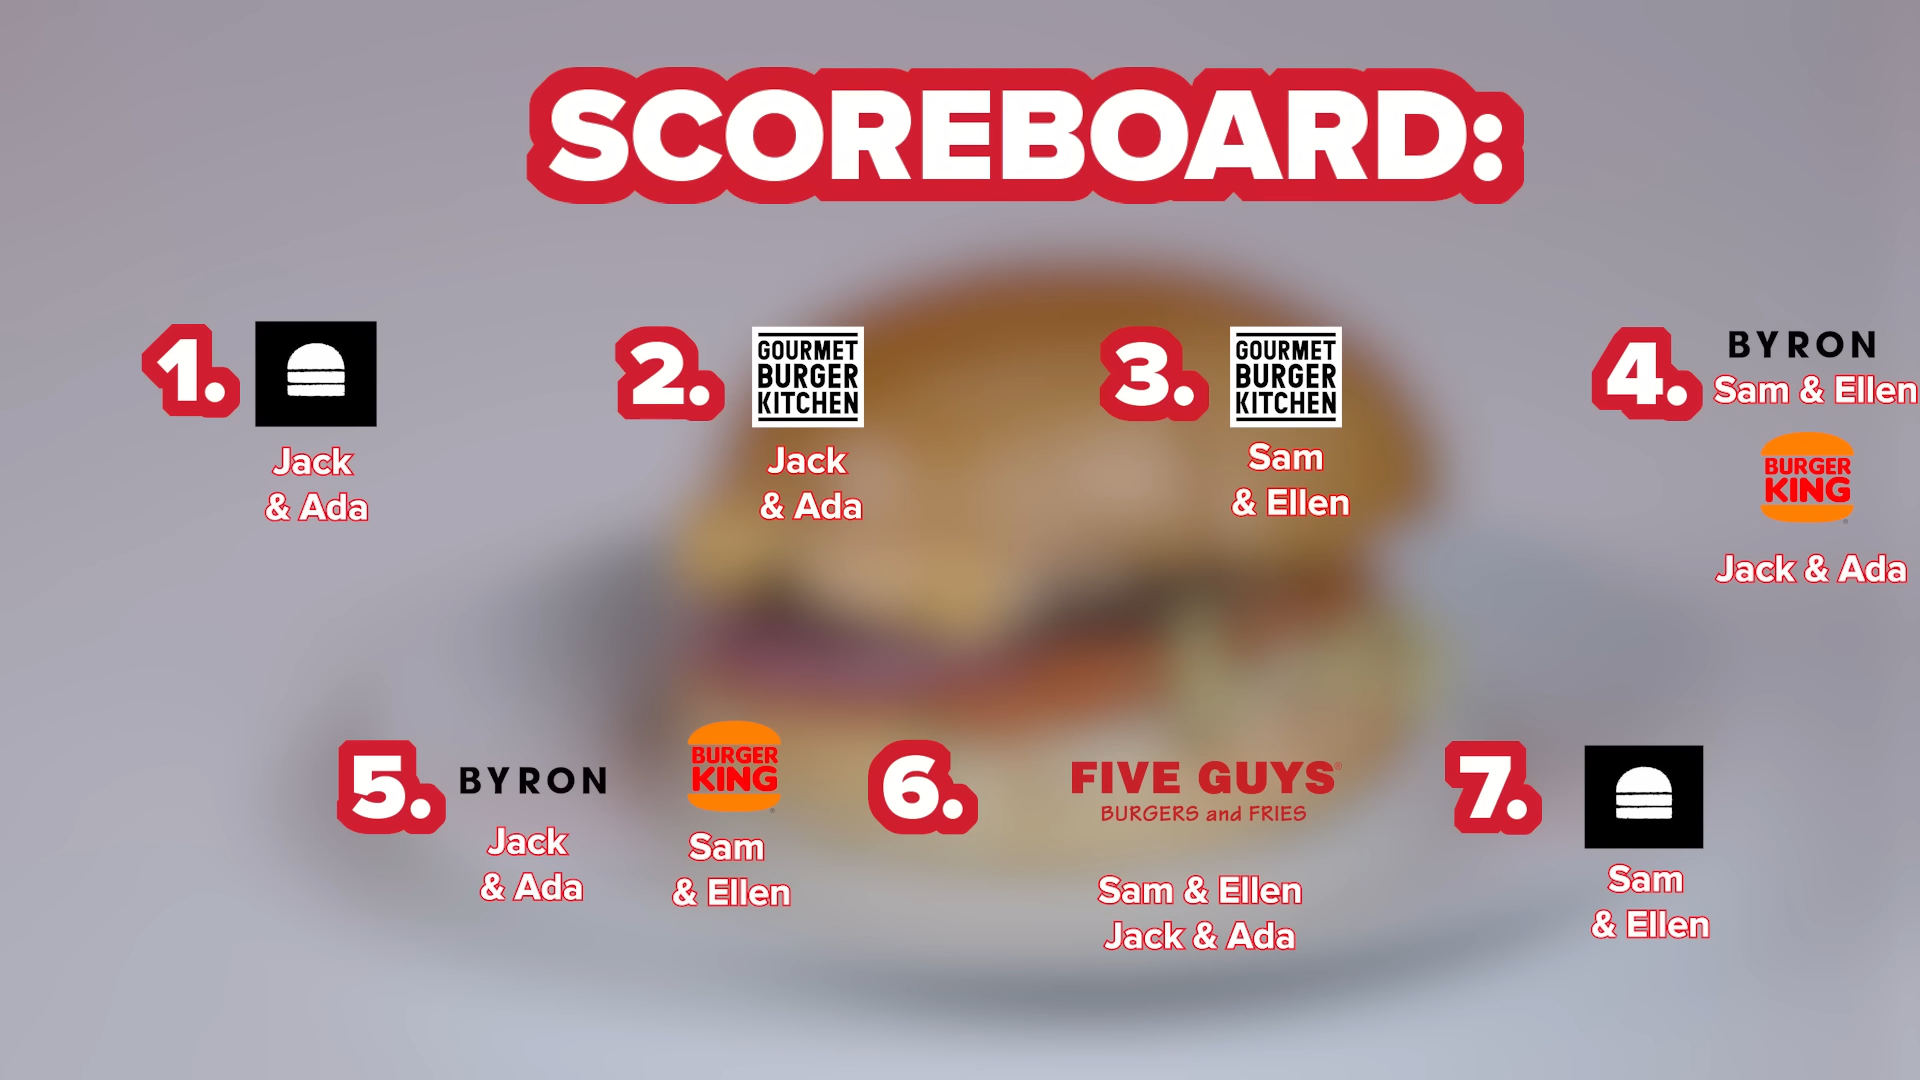 SCOREBOARD:
1.
Jack
& Ada
2.
GOURMET
BURGER
KITCHEN
Jack
& Ada
3.
GOURMET
BURGER
KITCHEN
Sam
& Ellen
4.
BYRON
Sam & Ellen
BURGER
KING
Jack & Ada
5.
BYRON
Jack
& Ada
BURGER
KING
Sam
& Ellen
6.
FIVE GUYS®
BURGERS and FRIES
Sam & Ellen
Jack & Ada
7.
Sam
& Ellen